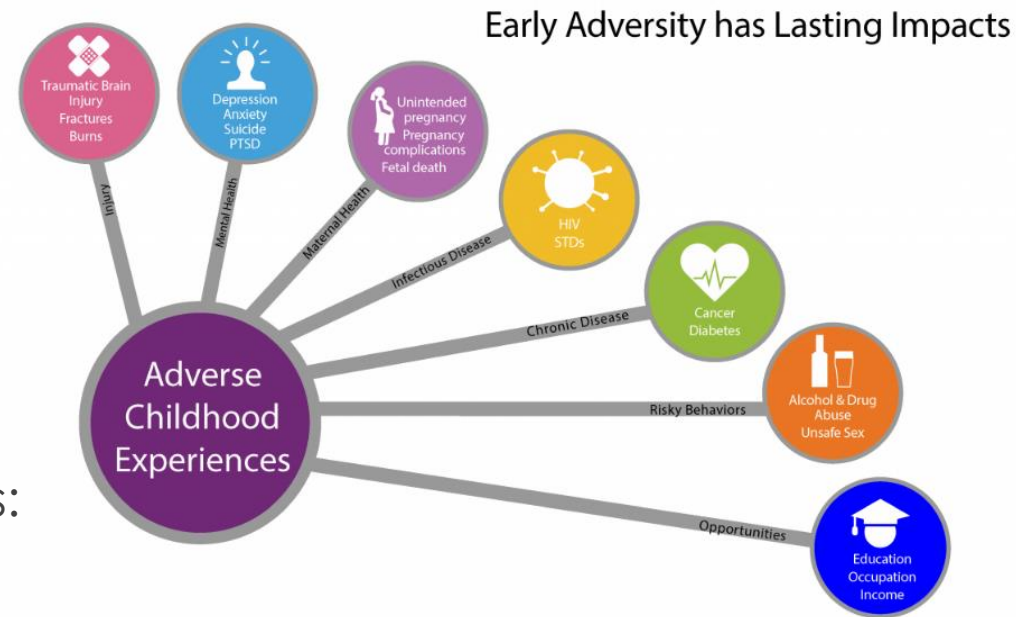 Early Adversity has Lasting Impacts
Traumatic Brain
Injury
Fractures
Burns
Injury
Depression
Anxiety
Suicide
PTSD
Mental Health
Unintended
pregnancy
Pregnancy
complications
Fetal death
Maternal Health
HIV
STDs
Infectious Disease
Cancer
Diabetes
Chronic Disease
Alcohol & Drug
Abuse
Unsafe Sex
Risky Behaviors
Education
Occupation
Income
Opportunities
Adverse
Childhood
Experiences
s: